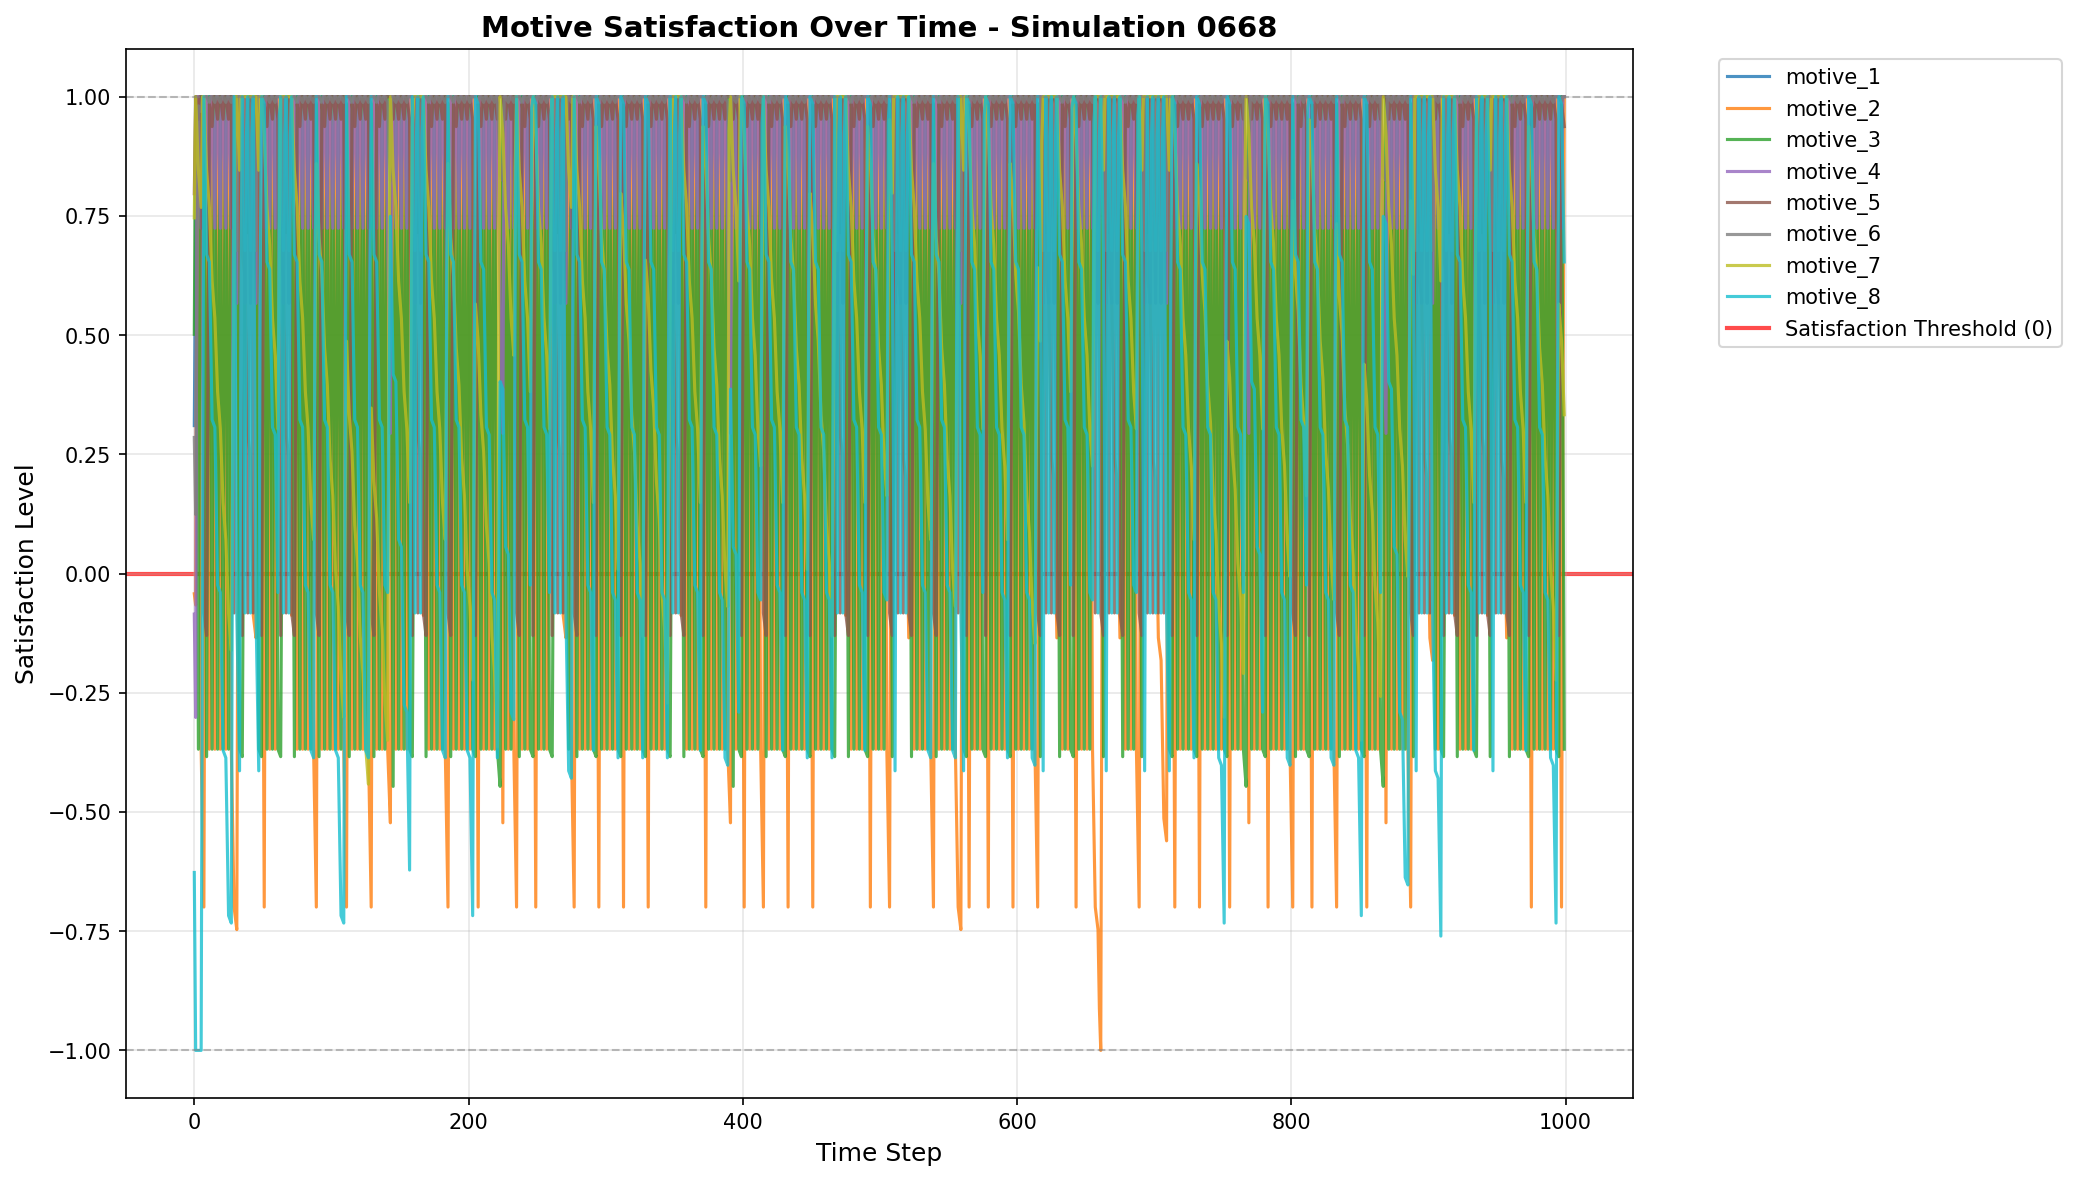 Motive Satisfaction Over Time - Simulation 0668
Satisfaction Level
1.00
0.75
0.50
0.25
0.00
−0.25
−0.50
−0.75
−1.00
0
200
400
600
800
1000
Time Step
motive_1
motive_2
motive_3
motive_4
motive_5
motive_6
motive_7
motive_8
Satisfaction Threshold (0)